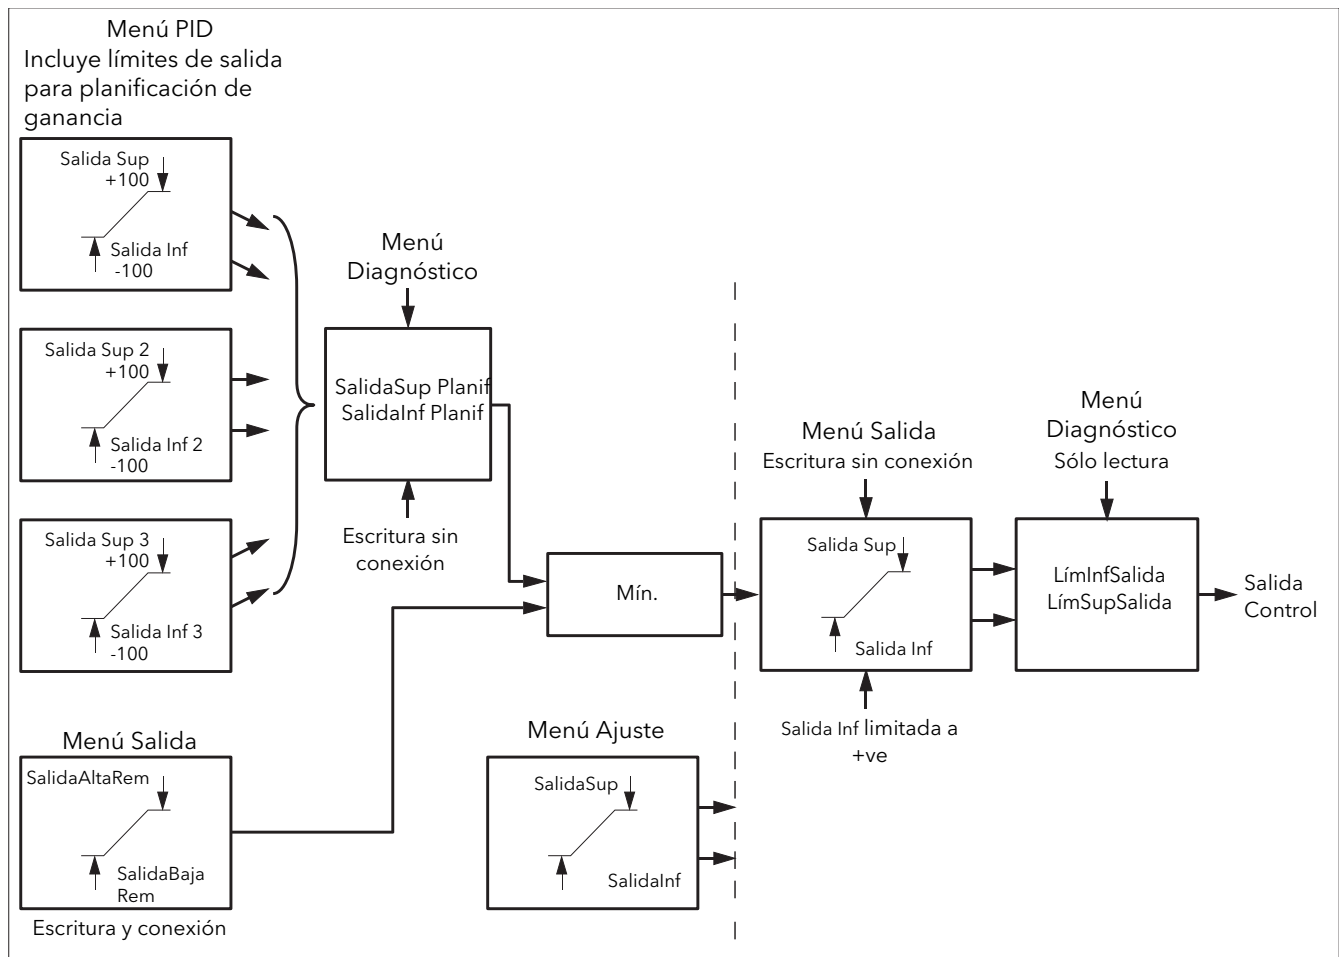 Menú PID
Incluye límites de salida
para planificación de
ganancia
Salida Sup
+100
Salida Inf
-100
Salida Sup 2
+100
Salida Inf 2
-100
Salida Sup 3
+100
Salida Inf 3
-100
Menú
Diagnóstico
SalidaSup Planif
SalidaInf Planif
Escritura sin
conexión
Mín.
Menú Salida
Escritura sin conexión
Salida Sup
Salida Inf
Salida Inf limitada a
+ve
Menú
Diagnóstico
Sólo lectura
LímInfSalida
LímSupSalida
Salida
Control
Menú Salida
SalidaAltaRem
SalidaBaja
Rem
Escritura y conexión
Menú Ajuste
SalidaSup
SalidaInf